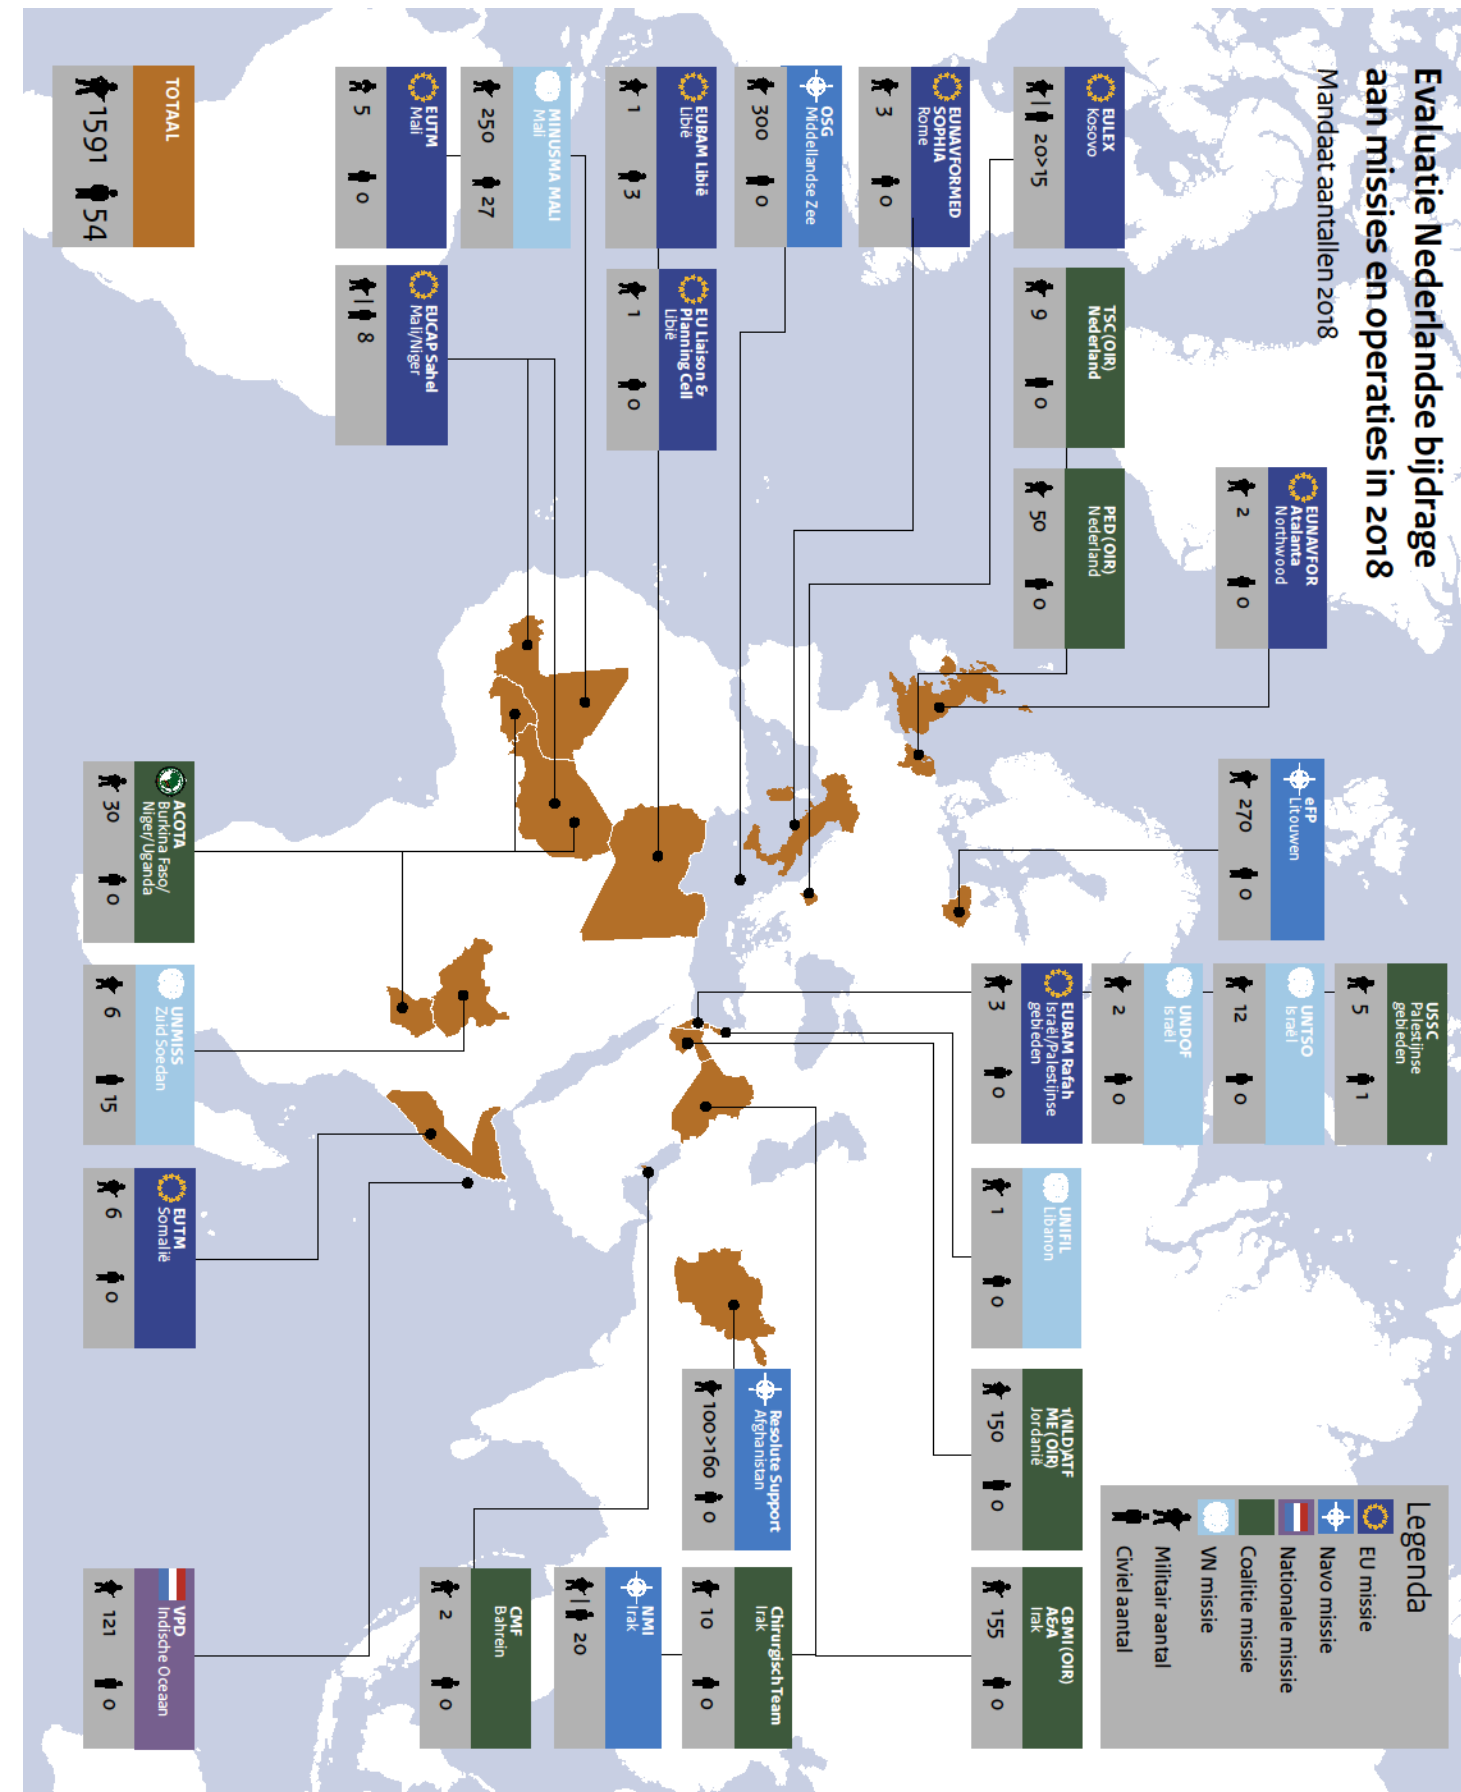 Evaluatie Nederlandse bijdrage
aan missies en operaties in 2018
Mandaat aantallen 2018
EULEX
Kosovo
20>15
TSC (OIR)
Nederland
9
0
PED (OIR)
Nederland
50
0
EUNAVFOR
Atalanta
Northwood
2
0
eFP
Litouwen
270
0
USSC
Palestijnse
gebieden
5
1
UNTSO
Israël
12
0
UNDOF
Israël
2
0
EUBAM Rafah
Israël/Palestijnse
gebieden
3
0
UNIFIL
Libanon
1
0
1(NLD)ATF
ME (OIR)
Jordanië
150
0
CBMI (OIR)
A&A
Irak
155
0
Legenda
EU missie
Navo missie
Nationale missie
Coalitie missie
VN missie
Militair aantal
Civiel aantal
EUNAVFORMED
SOPHIA
Rome
3
0
OSG
Middellandse Zee
300
0
EUBAM Libië
Libië
1
3
EU Liaison &
Planning Cell
Libië
1
0
MINUSMA MALI
Mali
250
27
EUTM
Mali
5
0
EUCAP Sahel
Mali/Niger
8
Resolute Support
Afghanistan
100>160
0
Chirurgisch Team
Irak
10
0
NMI
Irak
20
CMF
Bahrein
2
0
TOTAAL
1591
54
ACOTA
Burkina Faso/
Niger/Uganda
30
0
UNMISS
Zuid Soedan
6
15
EUTM
Somalië
6
0
VPD
Indische Oceaan
121
0